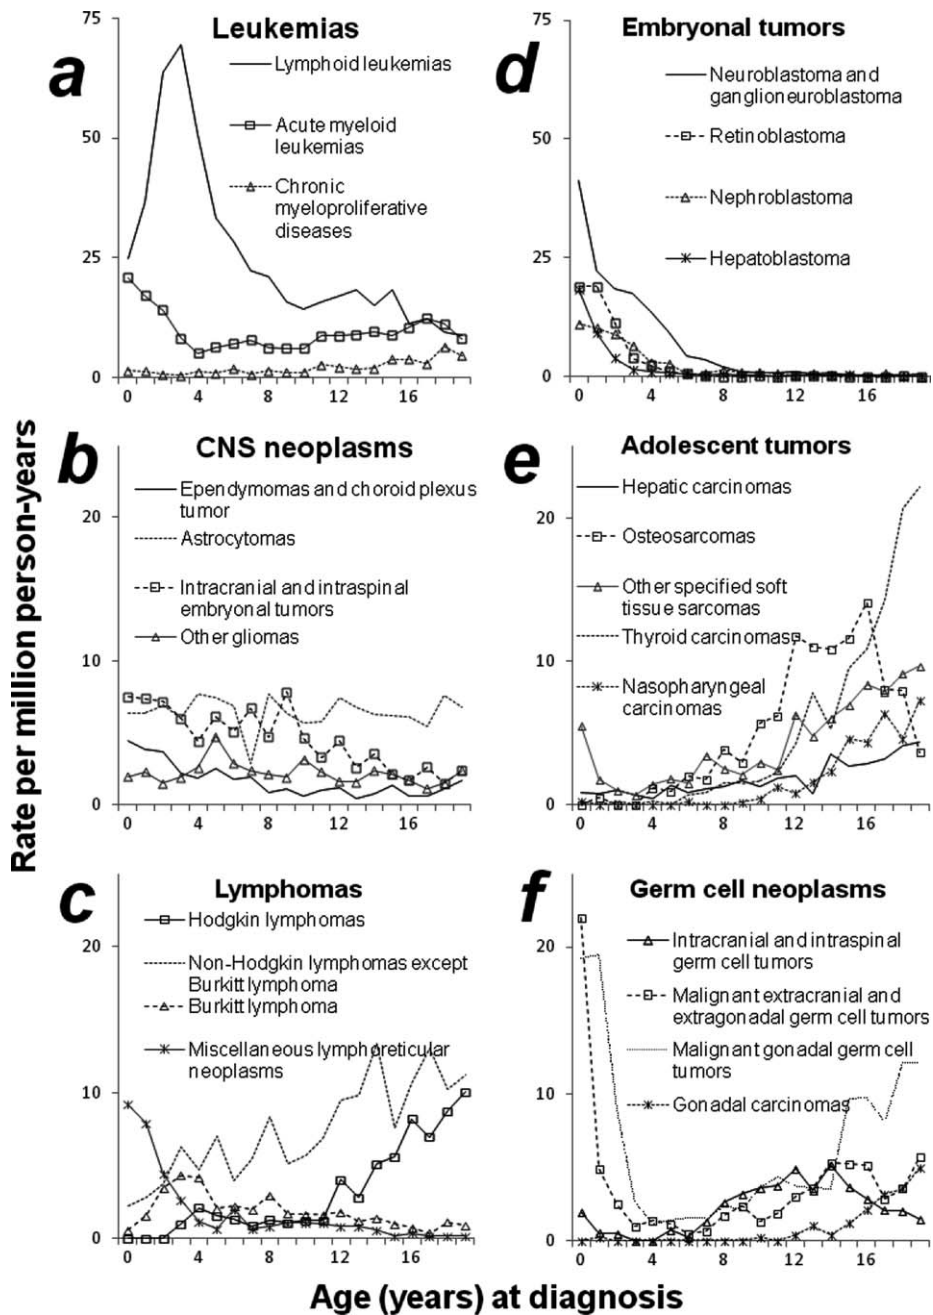 Rate per million person-years
a
Leukemias
75
50
25
0
Lymphoid leukemias
Acute myeloid
leukemias
Chronic
myeloproliferative
diseases
0 4 8 12 16
d
Embryonal tumors
75
50
25
0
Neuroblastoma and
ganglioneuroblastoma
Retinoblastoma
Nephroblastoma
Hepatoblastoma
0 4 8 12 16
b
CNS neoplasms
20
10
0
Ependymomas and choroid plexus
tumor
Astrocytomas
Intracranial and intraspinal
embryonal tumors
Other gliomas
0 4 8 12 16
e
Adolescent tumors
20
10
0
Hepatic carcinomas
Osteosarcomas
Other specified soft
tissue sarcomas
Thyroid carcinomas
Nasopharyngeal
carcinomas
0 4 8 12 16
c
Lymphomas
20
10
0
Hodgkin lymphomas
Non-Hodgkin lymphomas except
Burkitt lymphoma
Burkitt lymphoma
Miscellaneous lymphoreticular
neoplasms
0 4 8 12 16
f
Germ cell neoplasms
20
10
0
Intracranial and intraspinal
germ cell tumors
Malignant extracranial and
extragonadal germ cell tumors
Malignant gonadal germ cell
tumors
Gonadal carcinomas
0 4 8 12 16
Age (years) at diagnosis